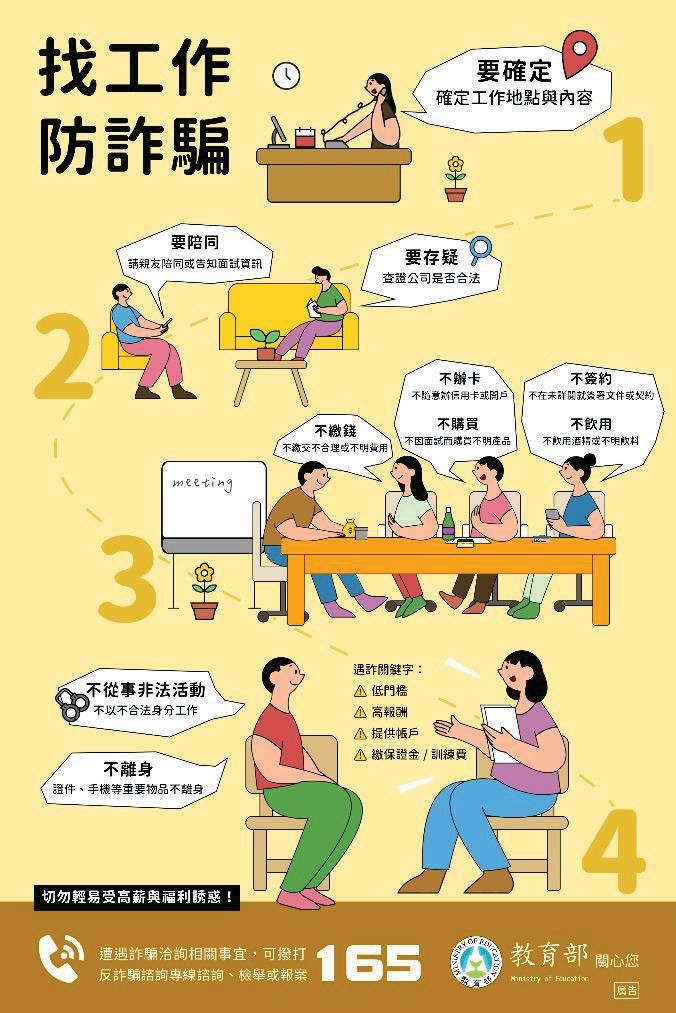 找工作
防詐騙
要確定
確定工作地點與內容
1
要陪同
請親友陪同或告知面試資訊
要存疑
查證公司是否合法
2
不繳錢
不繳交不合理或不明費用
不辦卡
不隨意辦信用卡或開戶
不購買
不因面試而購買不明產品
不簽約
不在未詳閱就簽署文件或契約
不飲用
不飲用酒精或不明飲料
meeting
3
不從事非法活動
不以不合法身分工作
不離身
證件、手機等重要物品不離身
遇詐關鍵字：
低門檻
高報酬
提供帳戶
繳保證金 / 訓練費
4
切勿輕易受高薪與福利誘惑！
遭遇詐騙洽詢相關事宜，可撥打
反詐騙諮詢專線諮詢、檢舉或報案
165
MINISTRY OF EDUCATION
教育部
教育部
Ministry of Education
關心您
廣告